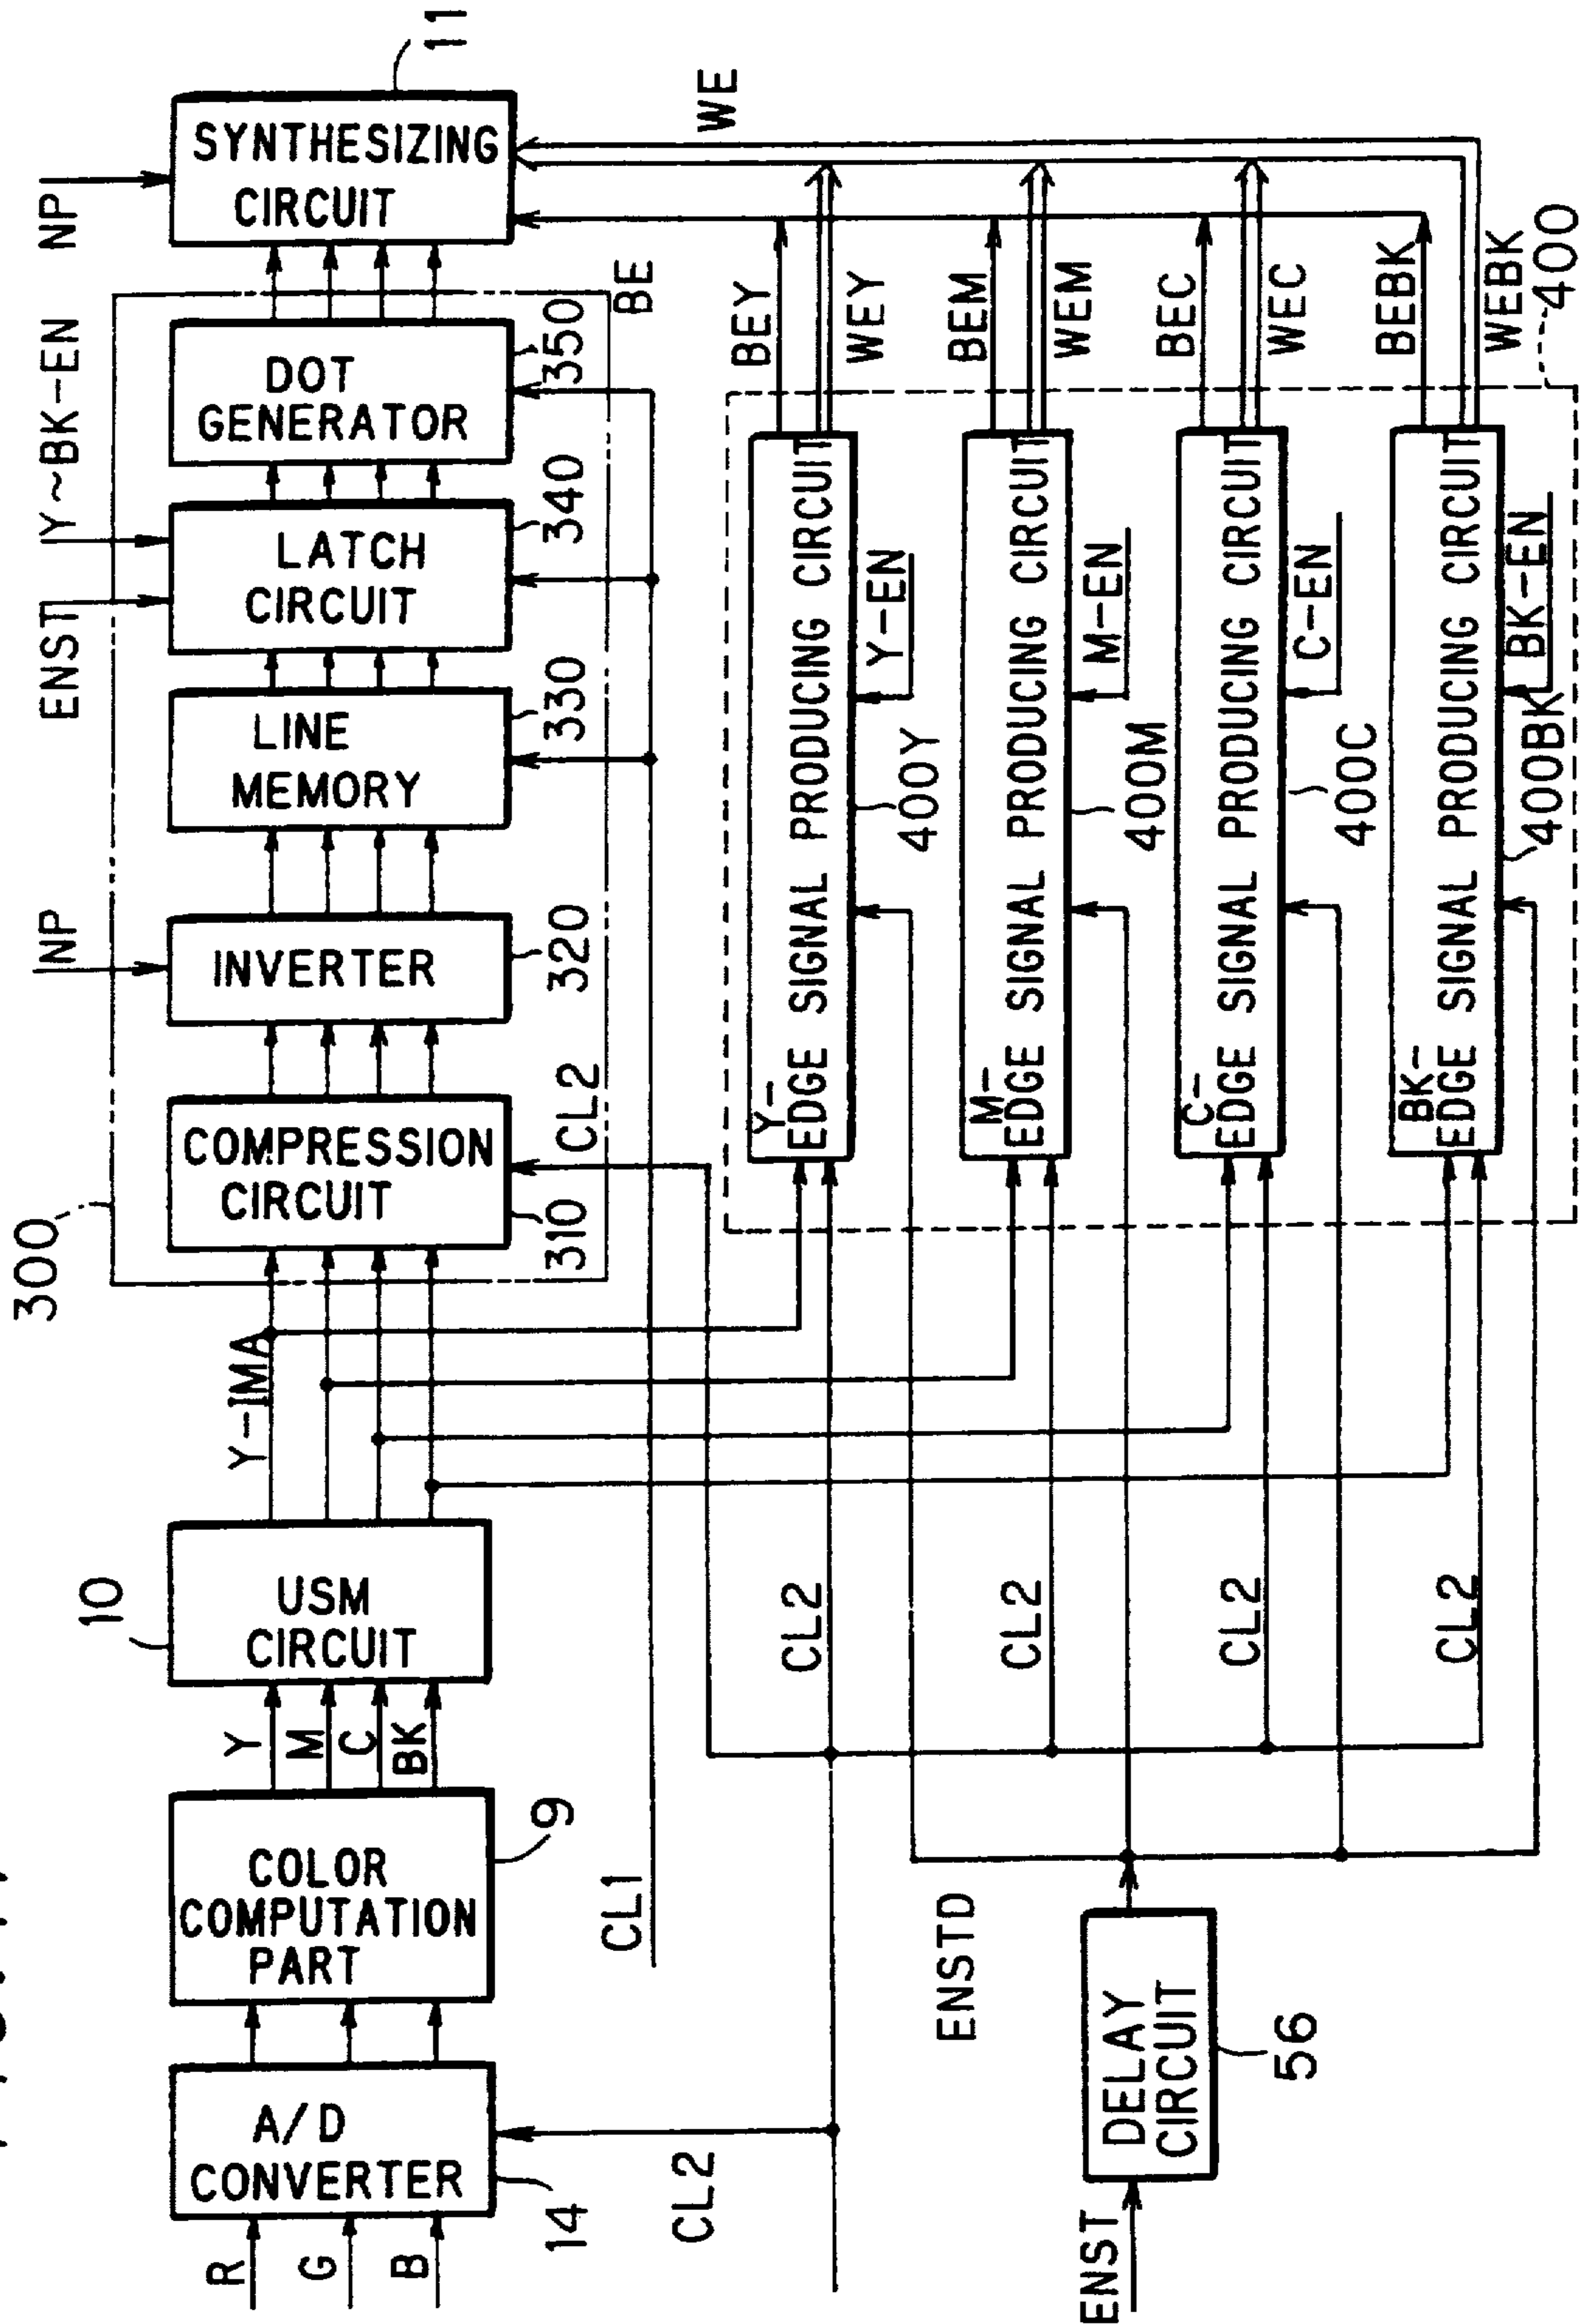 R
G
B
A/D
CONVERTER
14
CL2
COLOR
COMPUTATION
PART
9
Y
M
C
BK
USM
CIRCUIT
10
Y-IMA
300
COMPRESSION
CIRCUIT
310
CL2
NP
INVERTER
320
LINE
MEMORY
330
ENST
Y~BK-EN
LATCH
CIRCUIT
340
DOT
GENERATOR
350
NP
SYNTHESIZING
CIRCUIT
11
CL1
BE
WE
CL2
Y-
EDGE SIGNAL PRODUCING CIRCUIT
400Y
Y-EN
BEY
WEY
CL2
M-
EDGE SIGNAL PRODUCING CIRCUIT
400M
M-EN
BEM
WEM
CL2
C-
EDGE SIGNAL PRODUCING CIRCUIT
400C
C-EN
BEC
WEC
CL2
BK-
EDGE SIGNAL PRODUCING CIRCUIT
400BK
BK-EN
BEBK
WEBK
400
ENSTD
ENST
DELAY
CIRCUIT
56